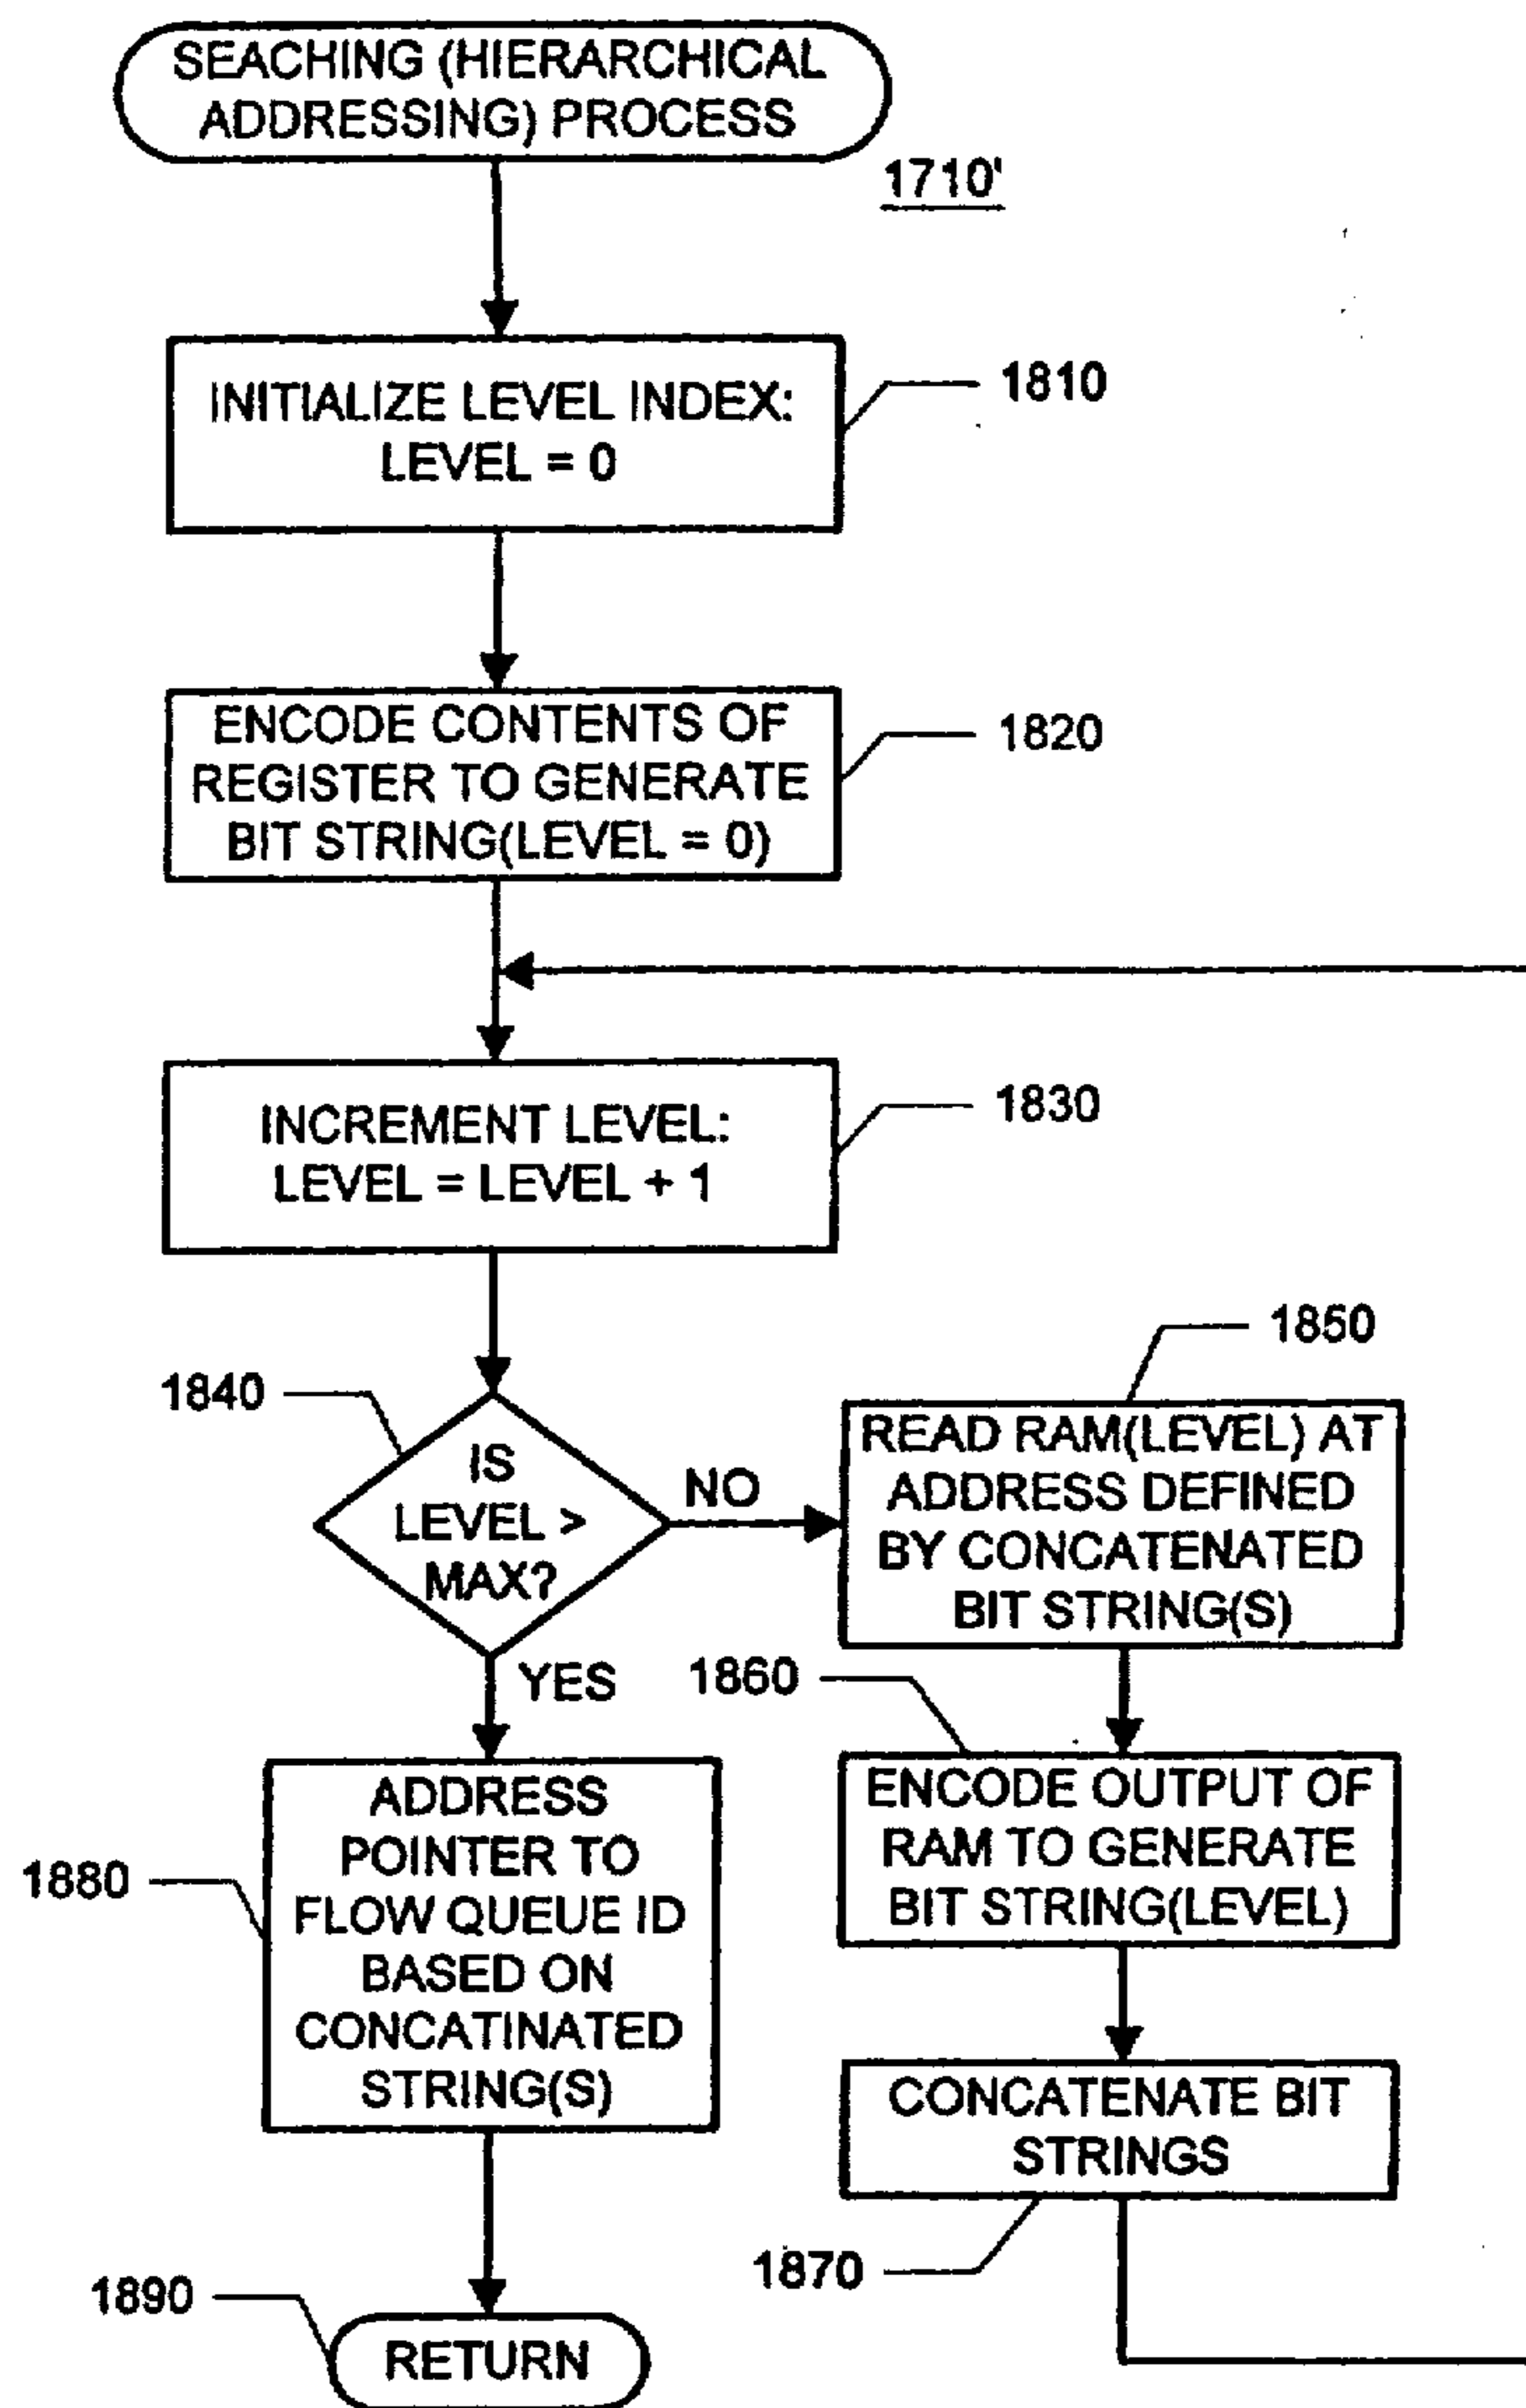 SEACHING (HIERARCHICAL
ADDRESSING) PROCESS
1710'
INITIALIZE LEVEL INDEX:
LEVEL = 0
1810
ENCODE CONTENTS OF
REGISTER TO GENERATE
BIT STRING(LEVEL = 0)
1820
INCREMENT LEVEL:
LEVEL = LEVEL + 1
1830
1840
IS
LEVEL >
MAX?
NO
YES
1850
READ RAM(LEVEL) AT
ADDRESS DEFINED
BY CONCATENATED
BIT STRING(S)
1860
ENCODE OUTPUT OF
RAM TO GENERATE
BIT STRING(LEVEL)
CONCATENATE BIT
STRINGS
1870
1880
ADDRESS
POINTER TO
FLOW QUEUE ID
BASED ON
CONCATINATED
STRING(S)
1890
RETURN